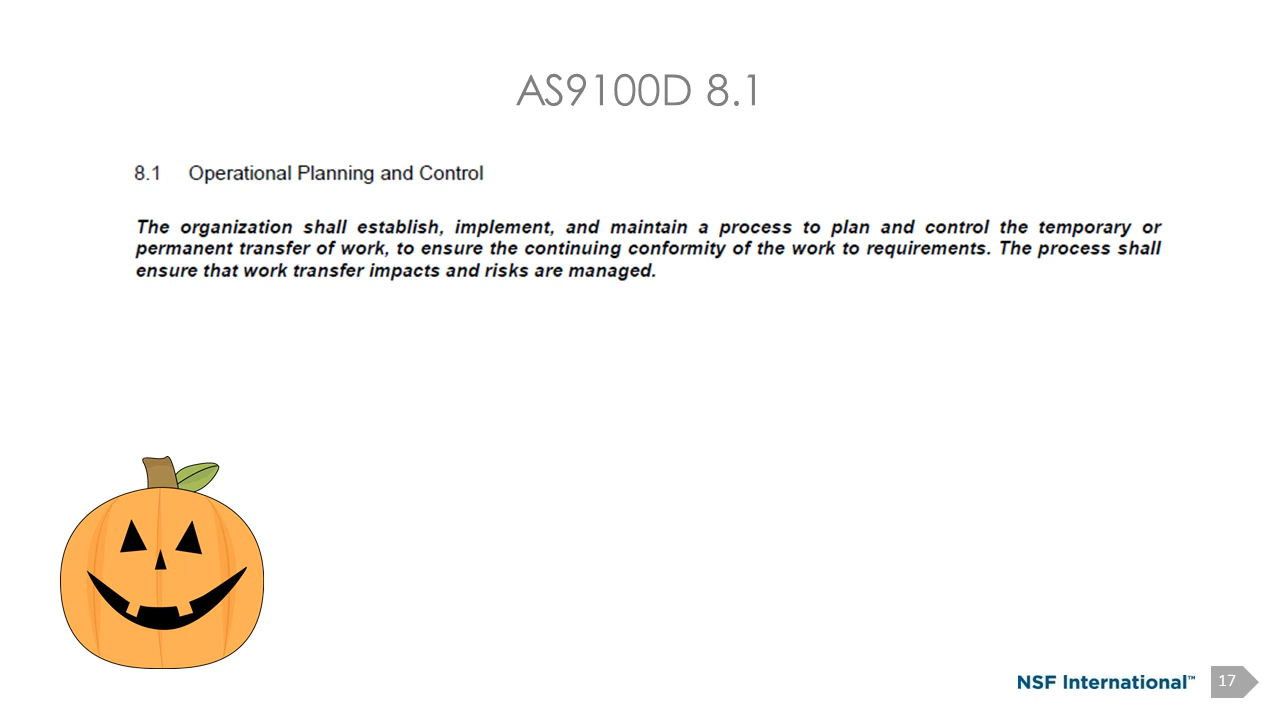 AS9100D 8.1
8.1 Operational Planning and Control
The organization shall establish, implement, and maintain a process to plan and control the temporary or
permanent transfer of work, to ensure the continuing conformity of the work to requirements. The process shall
ensure that work transfer impacts and risks are managed.
NSF International™
17